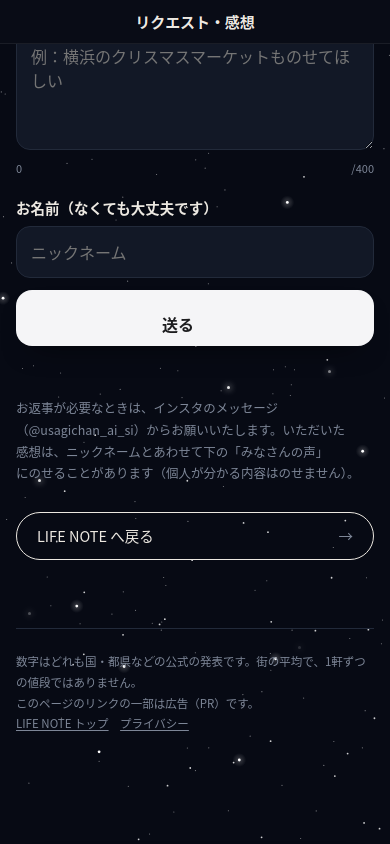 リクエスト・感想
例：横浜のクリスマスマーケットものせてほ
しい
0 /400
お名前（なくても大丈夫です）
ニックネーム
送る
お返事が必要なときは、インスタのメッセージ
（@usagichan_ai_si）からお願いいたします。いただいた
感想は、ニックネームとあわせて下の「みなさんの声」
にのせることがあります（個人が分かる内容はのせません）。
LIFE NOTE へ戻る →
数字はどれも国・都県などの公式の発表です。街の平均で、1軒ずつ
の値段ではありません。
このページのリンクの一部は広告（PR）です。
LIFE NOTE トップ プライバシー